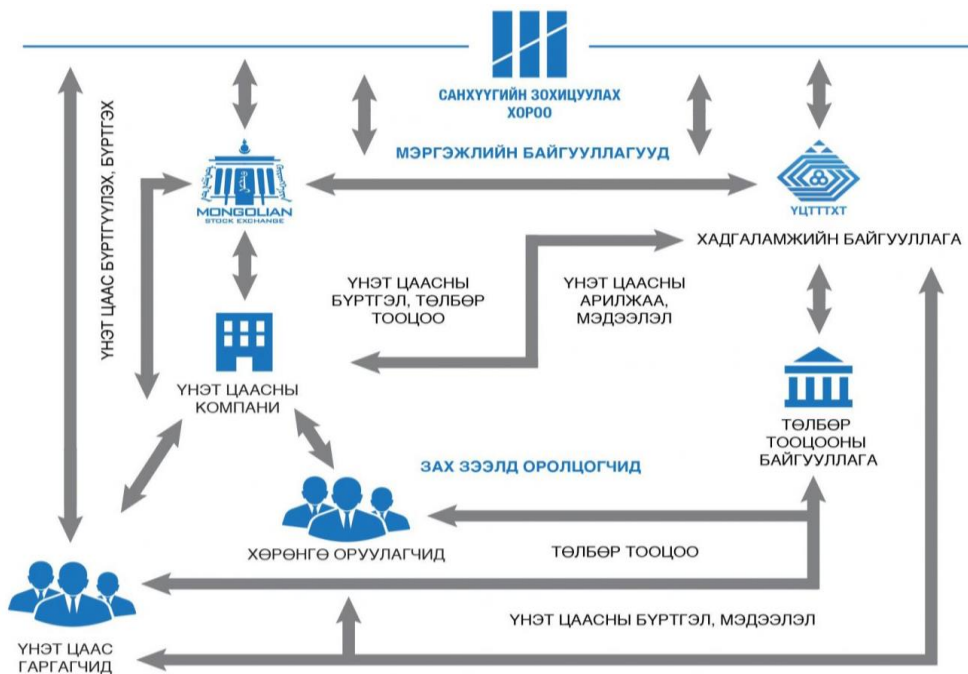 САНХҮҮГИЙН ЗОХИЦУУЛАХ
ХОРОО
МЭРГЭЖЛИЙН БАЙГУУЛЛАГУУД
ҮНЭТ ЦААС БҮРТГҮҮЛЭХ, БҮРТГЭХ
MONGOLIAN
STOCK EXCHANGE
ҮЦТТТХТ
ХАДГАЛАМЖИЙН БАЙГУУЛЛАГА
ҮНЭТ ЦААСНЫ
БҮРТГЭЛ, ТӨЛБӨР
ТООЦОО
ҮНЭТ ЦААСНЫ
АРИЛЖАА,
МЭДЭЭЛЭЛ
ҮНЭТ ЦААСНЫ
КОМПАНИ
ТӨЛБӨР
ТООЦООНЫ
БАЙГУУЛЛАГА
ЗАХ ЗЭЭЛД ОРОЛЦОГЧИД
ХӨРӨНГӨ ОРУУЛАГЧИД
ТӨЛБӨР ТООЦОО
ҮНЭТ ЦААСНЫ БҮРТГЭЛ, МЭДЭЭЛЭЛ
ҮНЭТ ЦААС
ГАРГАГЧИД